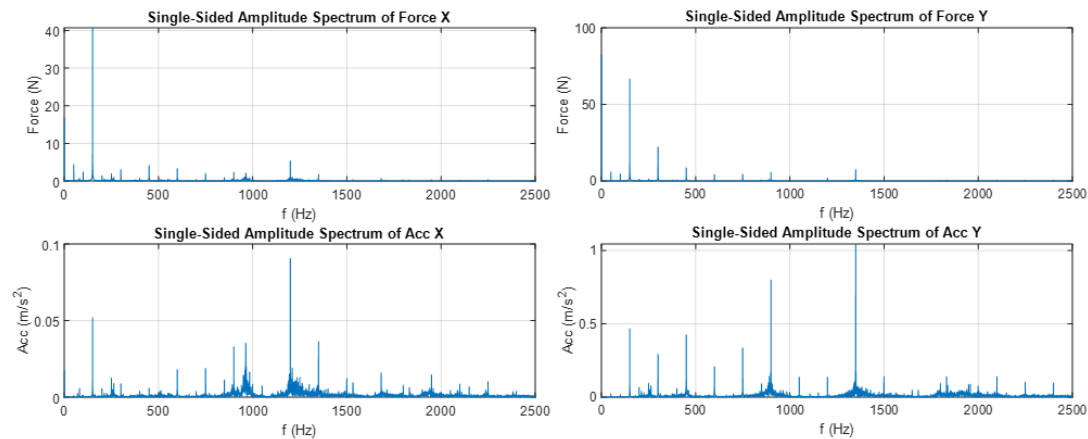 Single-Sided Amplitude Spectrum of Force X
Force (N)
40
30
20
10
0
0 500 1000 1500 2000 2500
f (Hz)
Single-Sided Amplitude Spectrum of Force Y
Force (N)
100
50
0
0 500 1000 1500 2000 2500
f (Hz)
Single-Sided Amplitude Spectrum of Acc X
Acc (m/s²)
0.1
0.05
0
0 500 1000 1500 2000 2500
f (Hz)
Single-Sided Amplitude Spectrum of Acc Y
Acc (m/s²)
1
0.5
0
0 500 1000 1500 2000 2500
f (Hz)